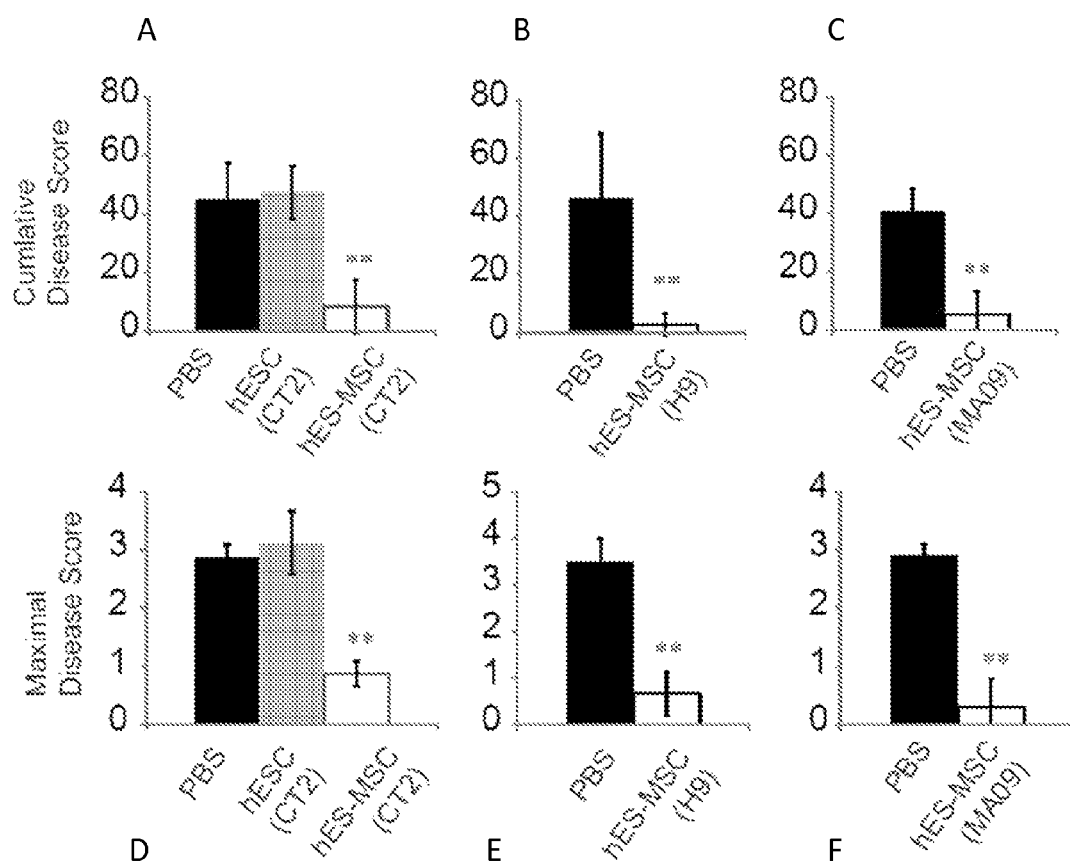 A
B
C
Cumlative
Disease Score
80
60
40
20
0
PBS
hESC
(CT2)
hES-MSC
(CT2)
**
80
60
40
20
0
PBS
hES-MSC
(H9)
**
80
60
40
20
0
PBS
hES-MSC
(MA09)
**
Maximal
Disease Score
4
3
2
1
0
PBS
hESC
(CT2)
hES-MSC
(CT2)
**
5
4
3
2
1
0
PBS
hES-MSC
(H9)
**
4
3
2
1
0
PBS
hES-MSC
(MA09)
**
D
E
F